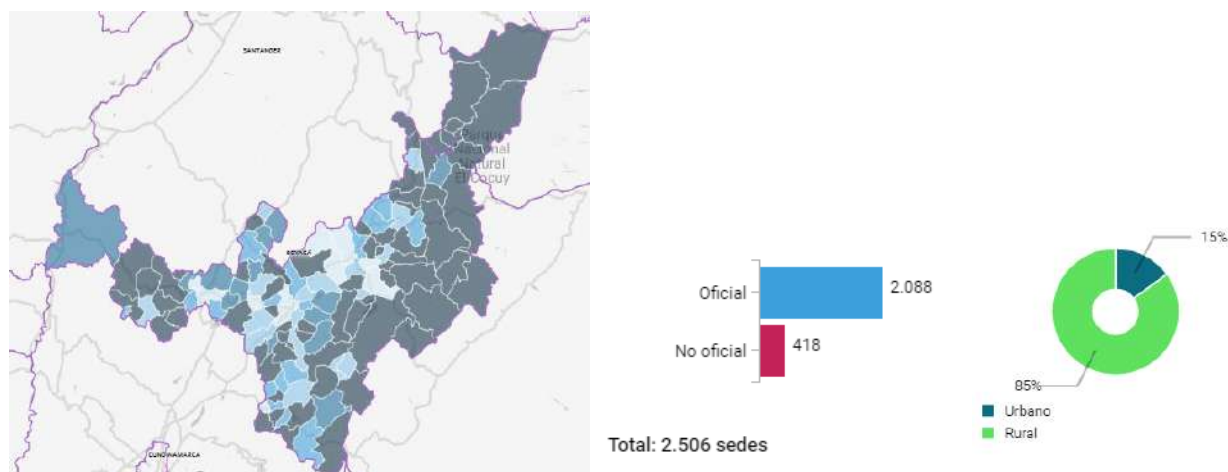 SANTANDER
Parque
Nacional
Natural
El Cocuy
BOYACÁ
CUNDINAMARCA
Oficial
2.088
No oficial
418
Total: 2.506 sedes
15%
85%
Urbano
Rural